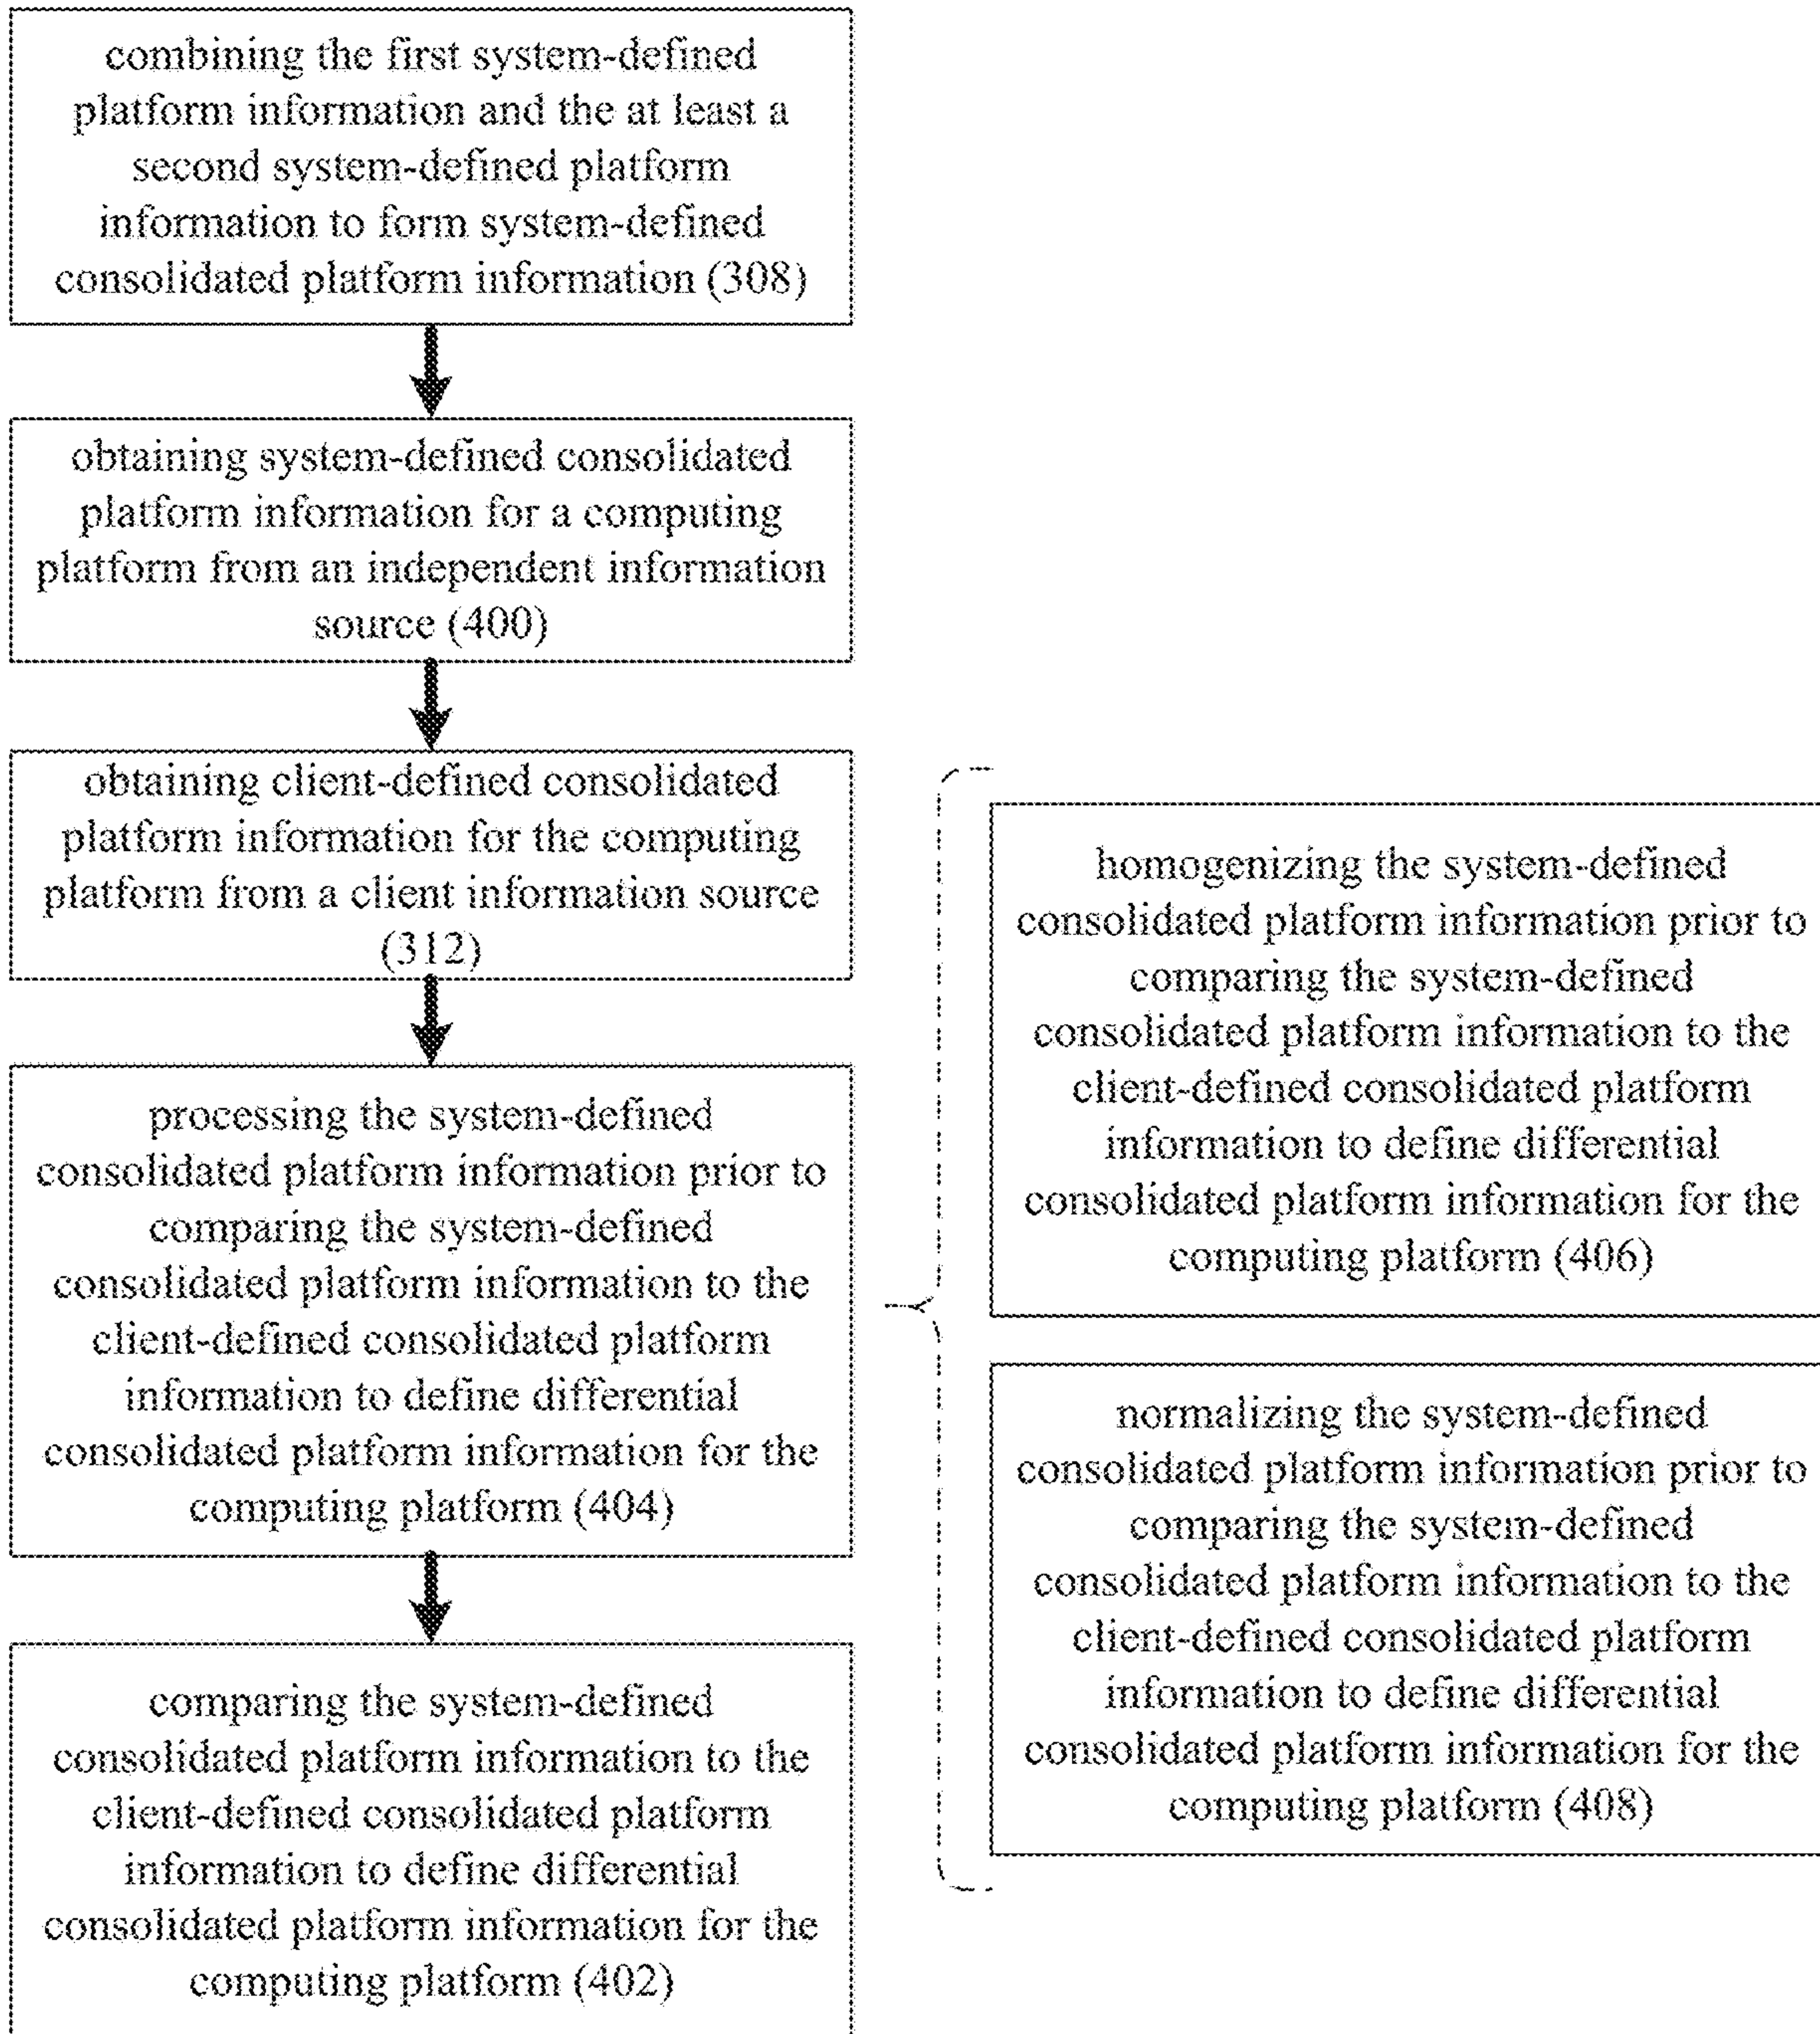 combining the first system-defined
platform information and the at least a
second system-defined platform
information to form system-defined
consolidated platform information (308)
obtaining system-defined consolidated
platform information for a computing
platform from an independent information
source (400)
obtaining client-defined consolidated
platform information for the computing
platform from a client information source
(312)
processing the system-defined
consolidated platform information prior to
comparing the system-defined
consolidated platform information to the
client-defined consolidated platform
information to define differential
consolidated platform information for the
computing platform (404)
comparing the system-defined
consolidated platform information to the
client-defined consolidated platform
information to define differential
consolidated platform information for the
computing platform (402)
homogenizing the system-defined
consolidated platform information prior to
comparing the system-defined
consolidated platform information to the
client-defined consolidated platform
information to define differential
consolidated platform information for the
computing platform (406)
normalizing the system-defined
consolidated platform information prior to
comparing the system-defined
consolidated platform information to the
client-defined consolidated platform
information to define differential
consolidated platform information for the
computing platform (408)